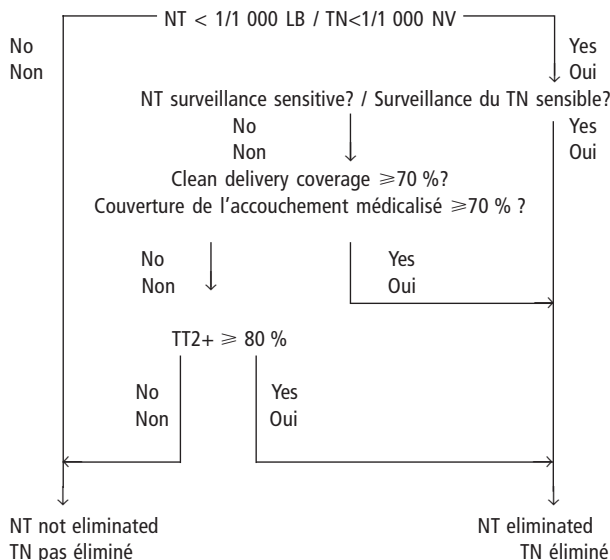 NT < 1/1 000 LB / TN<1/1 000 NV
No
Non
Yes
Oui
NT surveillance sensitive? / Surveillance du TN sensible?
No
Non
Yes
Oui
Clean delivery coverage ⩾70 %?
Couverture de l'accouchement médicalisé ⩾70 % ?
No
Non
Yes
Oui
TT2+ ⩾ 80 %
No
Non
Yes
Oui
NT not eliminated
TN pas éliminé
NT eliminated
TN éliminé